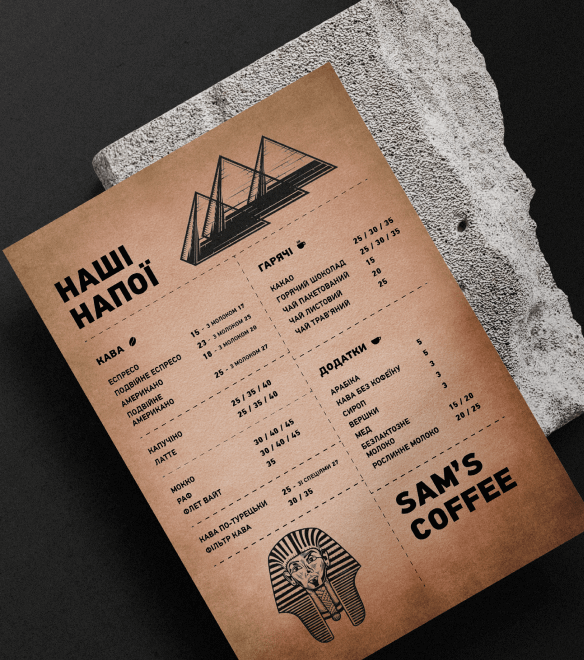 НАШІ
НАПОЇ
КАВА
ЕСПРЕСО 15 - З МОЛОКОМ 17
ПОДВІЙНЕ ЕСПРЕСО 23 - З МОЛОКОМ 25
АМЕРИКАНО 18 - З МОЛОКОМ 20
ПОДВІЙНЕ
АМЕРИКАНО 25 - З МОЛОКОМ 27
КАПУЧІНО 25 / 35 / 40
ЛАТТЕ 25 / 35 / 40
МОККО 30 / 40 / 45
РАФ 30 / 40 / 45
ФЛЕТ ВАЙТ 35
КАВА ПО-ТУРЕЦЬКИ 25 - ЗІ СПЕЦІЯМИ 27
ФІЛЬТР КАВА 30 / 35
ГАРЯЧІ
КАКАО 25 / 30 / 35
ГОРЯЧИЙ ШОКОЛАД 25 / 30 / 35
ЧАЙ ПАКЕТОВАНИЙ 15
ЧАЙ ЛИСТОВИЙ 20
ЧАЙ ТРАВ'ЯНИЙ 25
ДОДАТКИ
АРАБІКА 5
КАВА БЕЗ КОФЕЇНУ 5
СИРОП 3
ВЕРШКИ 3
МЕД 3
БЕЗЛАКТОЗНЕ
МОЛОКО 15 / 20
РОСЛИННЕ МОЛОКО 20 / 25
SAM'S
COFFEE